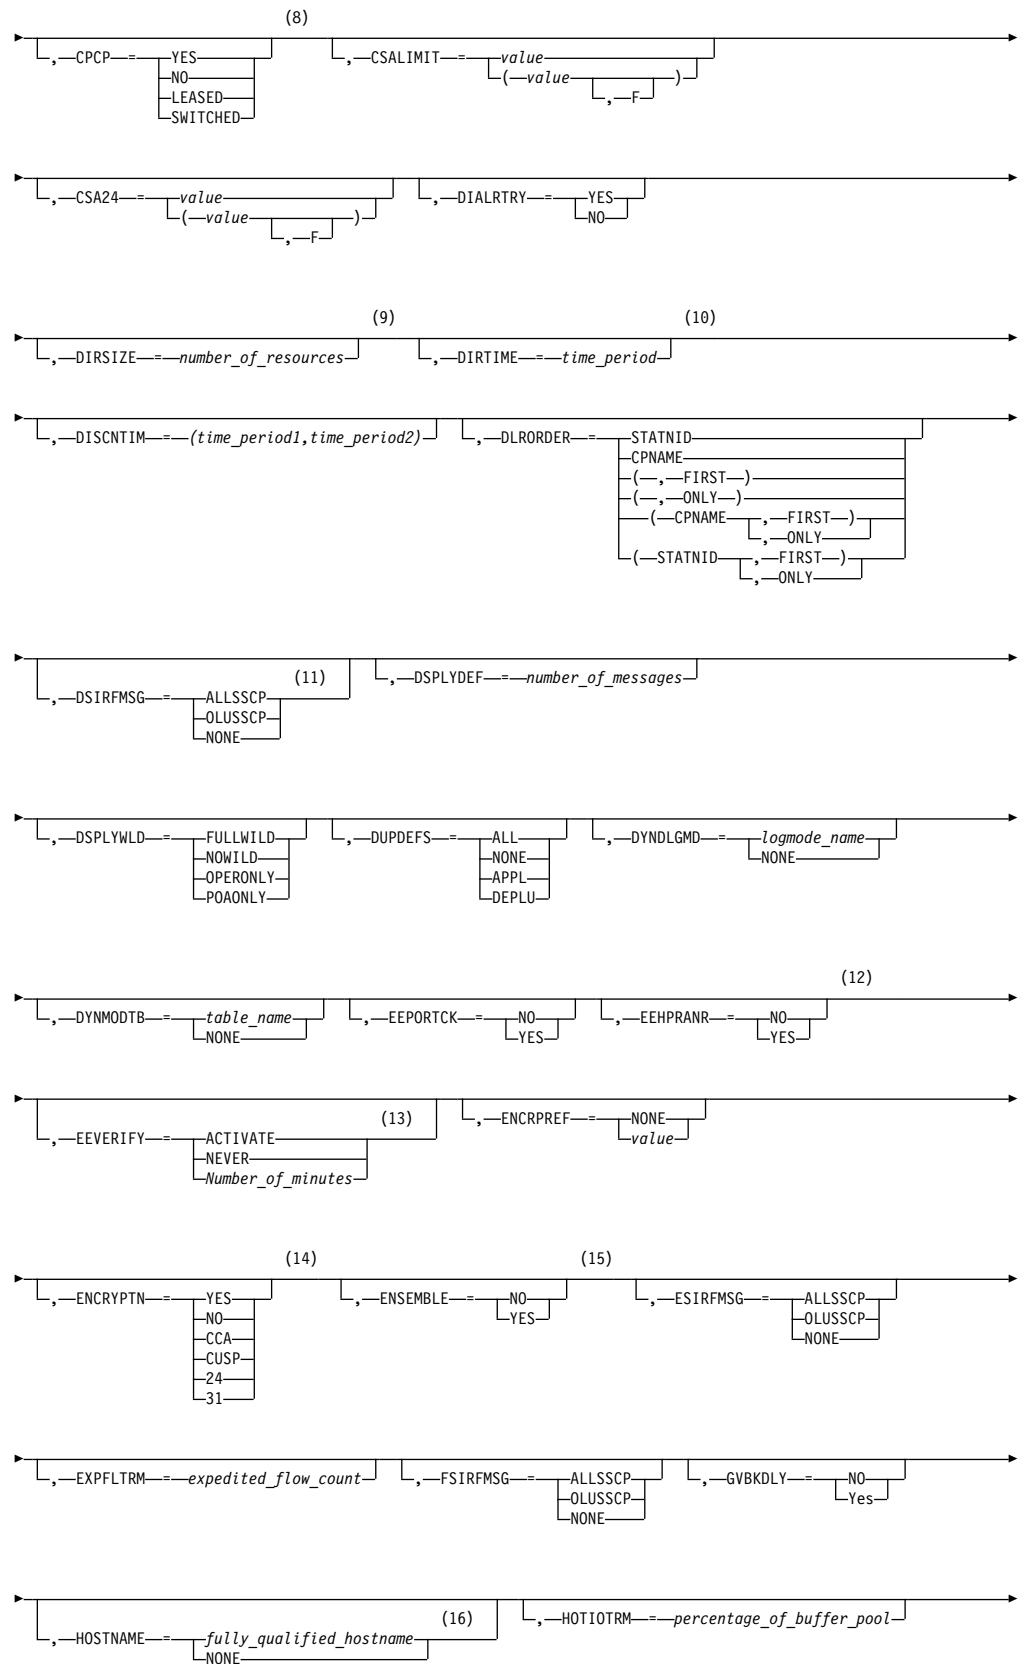 (8)
,—CPCP—=—YES ,—CSALIMIT—=—value
NO (—value )
LEASED ,—F
SWITCHED
,—CSA24—=—value ,—DIALRTRY—=—YES
(—value ) NO
,—F
(9) (10)
,—DIRSIZE—=—number_of_resources ,—DIRTIME—=—time_period
,—DISCNTIM—=—(time_period1,time_period2) ,—DLRORDER—=—STATNID
CPNAME
(—,—FIRST—)
(—,—ONLY—)
(—CPNAME—,—FIRST—)
,—ONLY
(—STATNID—,—FIRST—)
,—ONLY
(11)
,—DSIRFMSG—=—ALLSSCP ,—DSPLYDEF—=—number_of_messages
OLUSSCP
NONE
,—DSPLYWLD—=—FULLWILD ,—DUPDEFS—=—ALL ,—DYNDLGMD—=—logmode_name
NOWILD NONE NONE
OPERONLY APPL
POAONLY DEPLU
(12)
,—DYNMODTB—=—table_name ,—EEPORTCK—=—NO ,—EEHPRANR—=—NO
NONE YES YES
(13)
,—EEVERIFY—=—ACTIVATE ,—ENCRPREF—=—NONE
NEVER value
Number_of_minutes
(14) (15)
,—ENCRYPTN—=—YES ,—ENSEMBLE—=—NO ,—ESIRFMSG—=—ALLSSCP
NO YES OLUSSCP
CCA NONE
CUSP
24
31
,—EXPFLTRM—=—expedited_flow_count ,—FSIRFMSG—=—ALLSSCP ,—GVBKDLY—=—NO
OLUSSCP Yes
NONE
(16)
,—HOSTNAME—=—fully_qualified_hostname ,—HOTIOTRM—=—percentage_of_buffer_pool
NONE